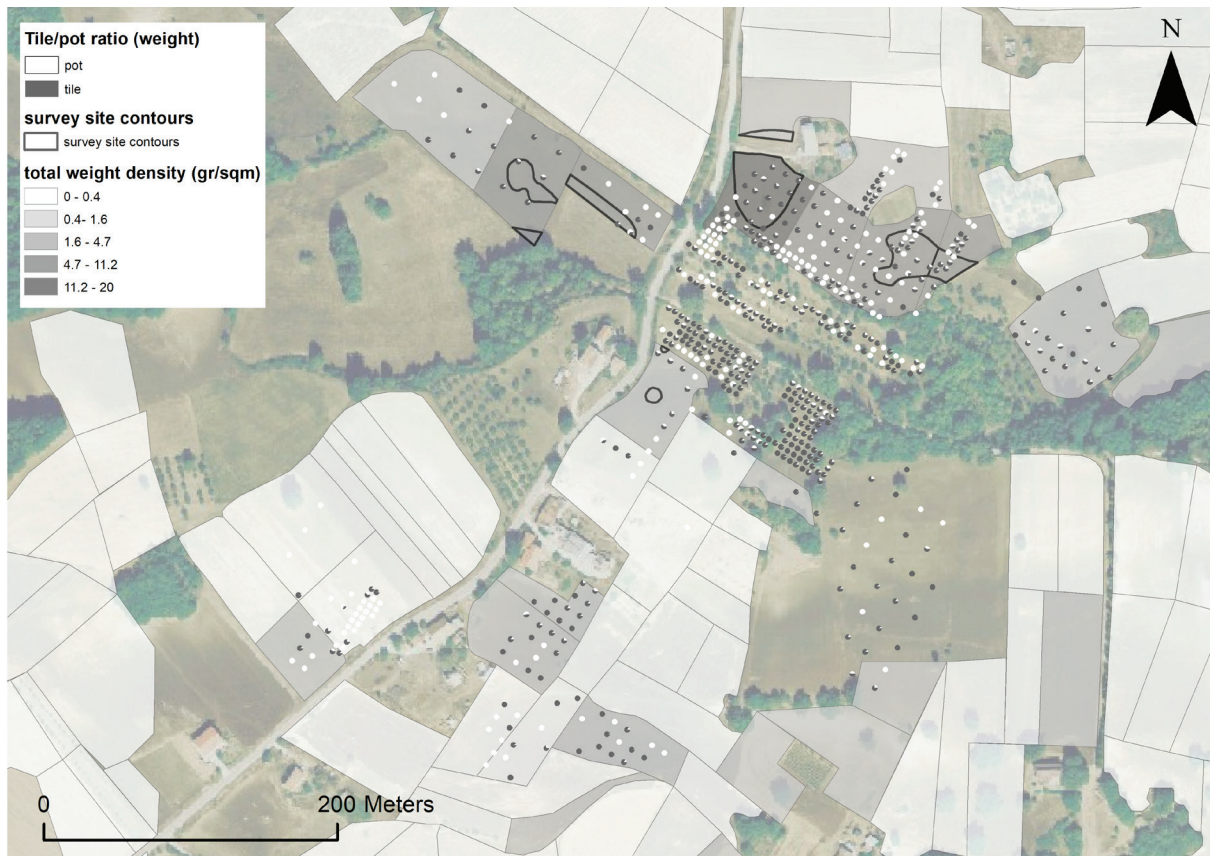 Tile/pot ratio (weight)
pot
tile
survey site contours
survey site contours
total weight density (gr/sqm)
0 - 0.4
0.4- 1.6
1.6 - 4.7
4.7 - 11.2
11.2 - 20
N
0 200 Meters